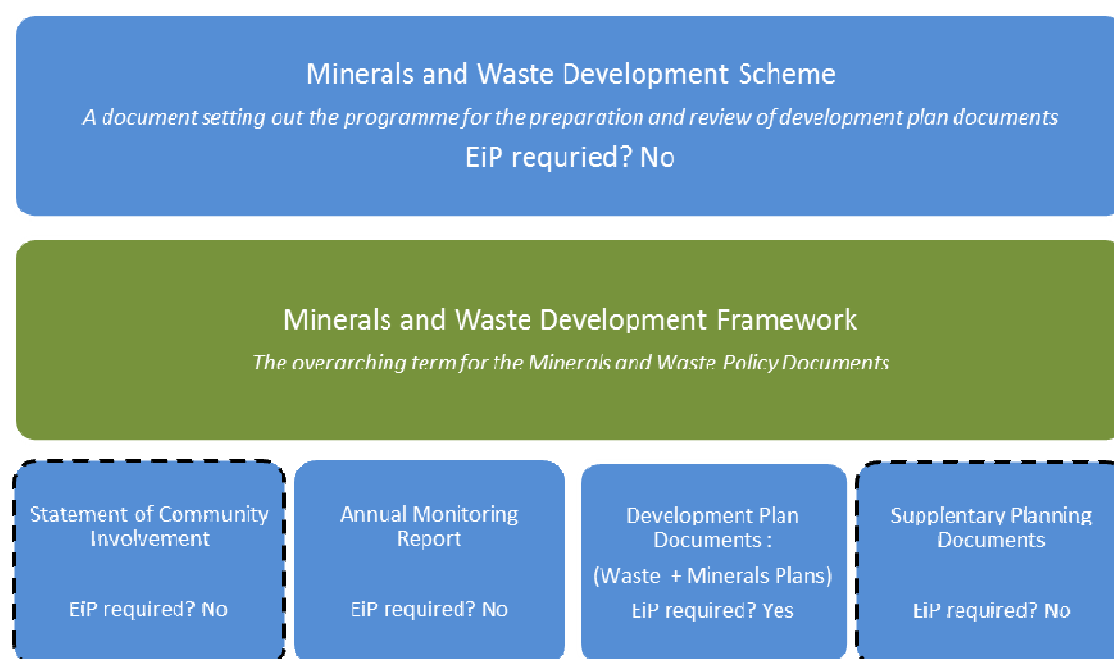 Minerals and Waste Development Scheme
A document setting out the programme for the preparation and review of development plan documents
EiP requried? No
Minerals and Waste Development Framework
The overarching term for the Minerals and Waste Policy Documents
Statement of Community
Involvement
EiP required? No
Annual Monitoring
Report
EiP required? No
Development Plan
Documents :
(Waste + Minerals Plans)
EiP required? Yes
Supplentary Planning
Documents
EiP required? No